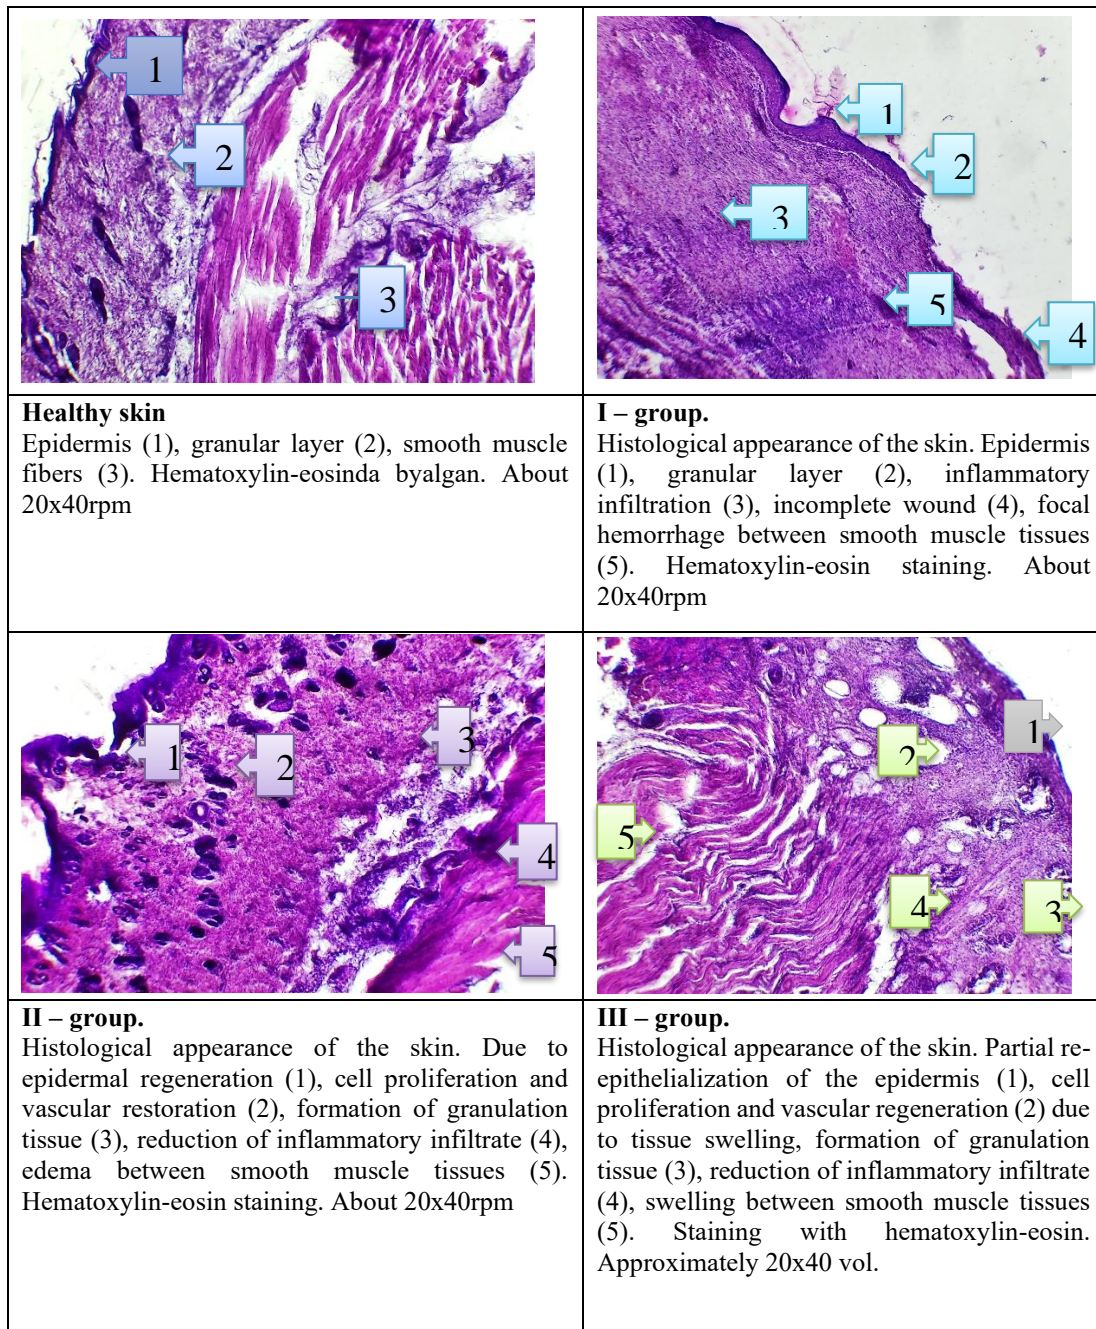 1
2
3
1
2
3
5
4
Healthy skin
Epidermis (1), granular layer (2), smooth muscle
fibers (3). Hematoxylin-eosinda byalgan. About
20x40rpm
I – group.
Histological appearance of the skin. Epidermis
(1), granular layer (2), inflammatory
infiltration (3), incomplete wound (4), focal
hemorrhage between smooth muscle tissues
(5). Hematoxylin-eosin staining. About
20x40rpm
1
2
3
4
5
1
2
5
4
3
II – group.
Histological appearance of the skin. Due to
epidermal regeneration (1), cell proliferation and
vascular restoration (2), formation of granulation
tissue (3), reduction of inflammatory infiltrate (4),
edema between smooth muscle tissues (5).
Hematoxylin-eosin staining. About 20x40rpm
III – group.
Histological appearance of the skin. Partial re-
epithelialization of the epidermis (1), cell
proliferation and vascular regeneration (2) due
to tissue swelling, formation of granulation
tissue (3), reduction of inflammatory infiltrate
(4), swelling between smooth muscle tissues
(5). Staining with hematoxylin-eosin.
Approximately 20x40 vol.